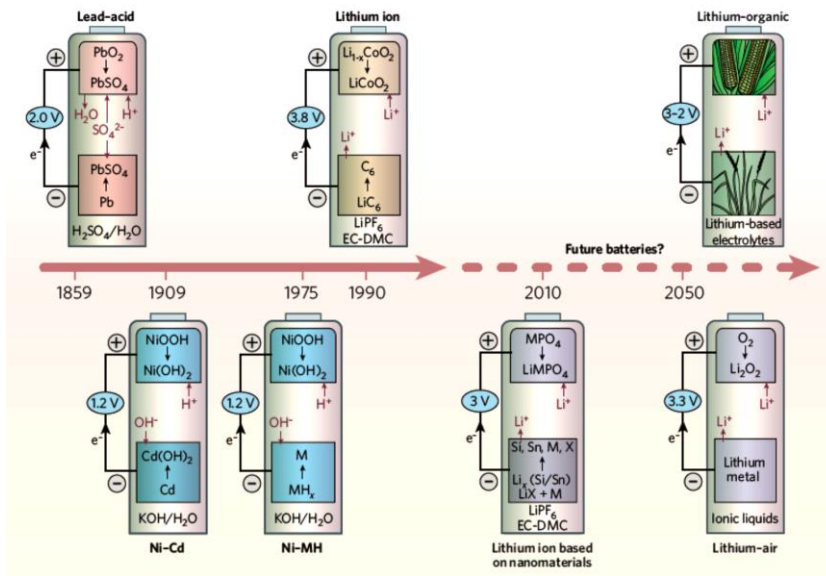 Lead-acid
+
PbO₂
PbSO₄
H₂O
H⁺
SO₄²⁻
2.0 V
e⁻
PbSO₄
Pb
−
H₂SO₄/H₂O
Lithium ion
+
Li₁₋ₓCoO₂
LiCoO₂
Li⁺
3.8 V
Li⁺
e⁻
C₆
LiC₆
−
LiPF₆
EC-DMC
Lithium-organic
+
3-2 V
Li⁺
Li⁺
e⁻
−
Lithium-based
electrolytes
Future batteries?
1859 1909 1975 1990 2010 2050
+
NiOOH
Ni(OH)₂
H⁺
1.2 V
OH⁻
e⁻
Cd(OH)₂
Cd
−
KOH/H₂O
Ni-Cd
+
NiOOH
Ni(OH)₂
H⁺
1.2 V
OH⁻
e⁻
M
MHₓ
−
KOH/H₂O
Ni-MH
+
MPO₄
LiMPO₄
Li⁺
3 V
Li⁺
e⁻
Si, Sn, M, X
Liₓ (Si/Sn)
LiX + M
−
LiPF₆
EC-DMC
Lithium ion based
on nanomaterials
+
O₂
Li₂O₂
Li⁺
3.3 V
Li⁺
e⁻
Lithium
metal
−
Ionic liquids
Lithium-air